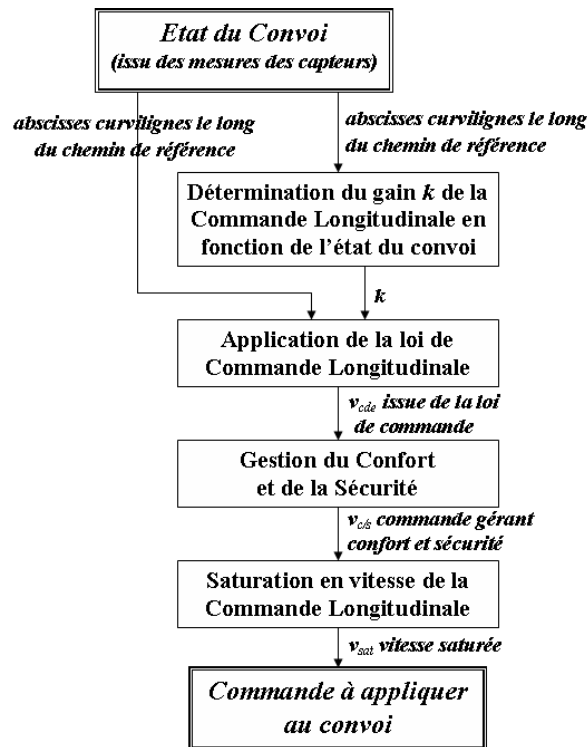 Etat du Convoi
(issu des mesures des capteurs)
abscisses curvilignes le long
du chemin de référence
abscisses curvilignes le long
du chemin de référence
Détermination du gain k de la
Commande Longitudinale en
fonction de l'état du convoi
k
Application de la loi de
Commande Longitudinale
vcde issue de la loi
de commande
Gestion du Confort
et de la Sécurité
vc/s commande gérant
confort et sécurité
Saturation en vitesse de la
Commande Longitudinale
vsat vitesse saturée
Commande à appliquer
au convoi